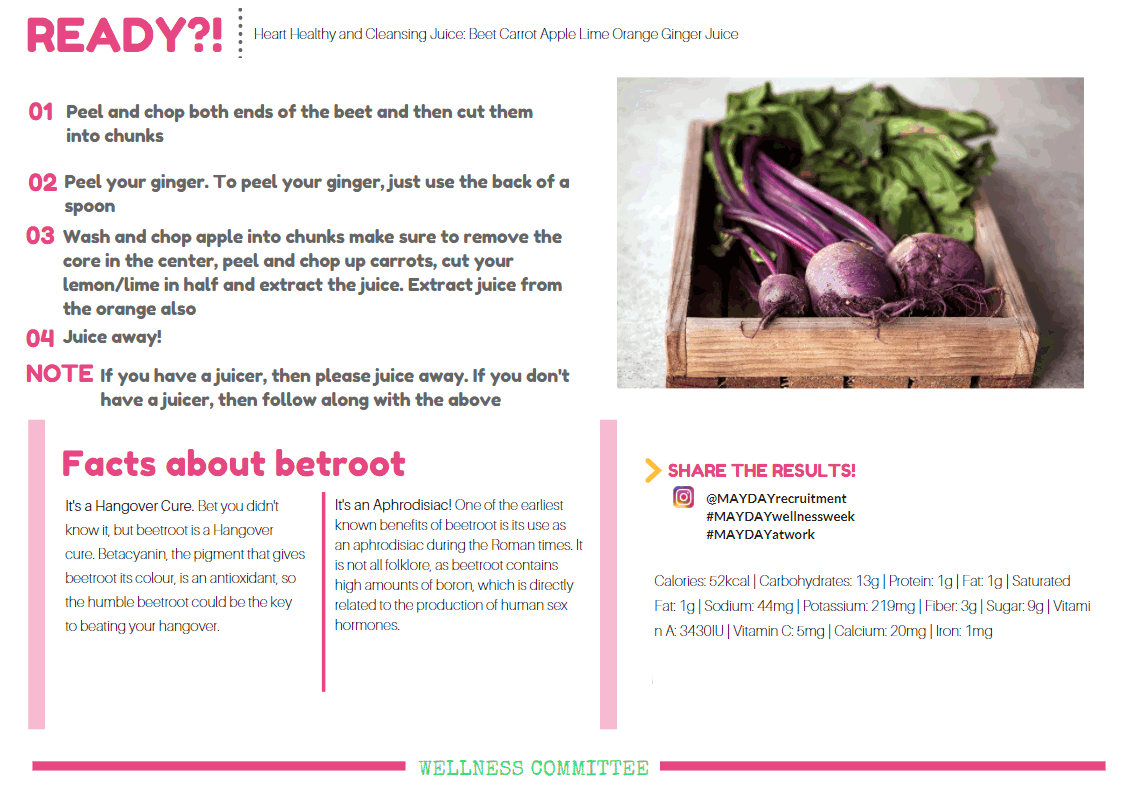 READY?!
Heart Healthy and Cleansing Juice: Beet Carrot Apple Lime Orange Ginger Juice
01 Peel and chop both ends of the beet and then cut them
into chunks
02 Peel your ginger. To peel your ginger, just use the back of a
spoon
03 Wash and chop apple into chunks make sure to remove the
core in the center, peel and chop up carrots, cut your
lemon/lime in half and extract the juice. Extract juice from
the orange also
04 Juice away!
NOTE If you have a juicer, then please juice away. If you don't
have a juicer, then follow along with the above
Facts about betroot
It's a Hangover Cure. Bet you didn't
know it, but beetroot is a Hangover
cure. Betacyanin, the pigment that gives
beetroot its colour, is an antioxidant, so
the humble beetroot could be the key
to beating your hangover.
It's an Aphrodisiac! One of the earliest
known benefits of beetroot is its use as
an aphrodisiac during the Roman times. It
is not all folklore, as beetroot contains
high amounts of boron, which is directly
related to the production of human sex
hormones.
SHARE THE RESULTS!
@MAYDAYrecruitment
#MAYDAYwellnessweek
#MAYDAYatwork
Calories: 52kcal | Carbohydrates: 13g | Protein: 1g | Fat: 1g | Saturated
Fat: 1g | Sodium: 44mg | Potassium: 219mg | Fiber: 3g | Sugar: 9g | Vitami
n A: 3430IU | Vitamin C: 5mg | Calcium: 20mg | Iron: 1mg
WELLNESS COMMITTEE